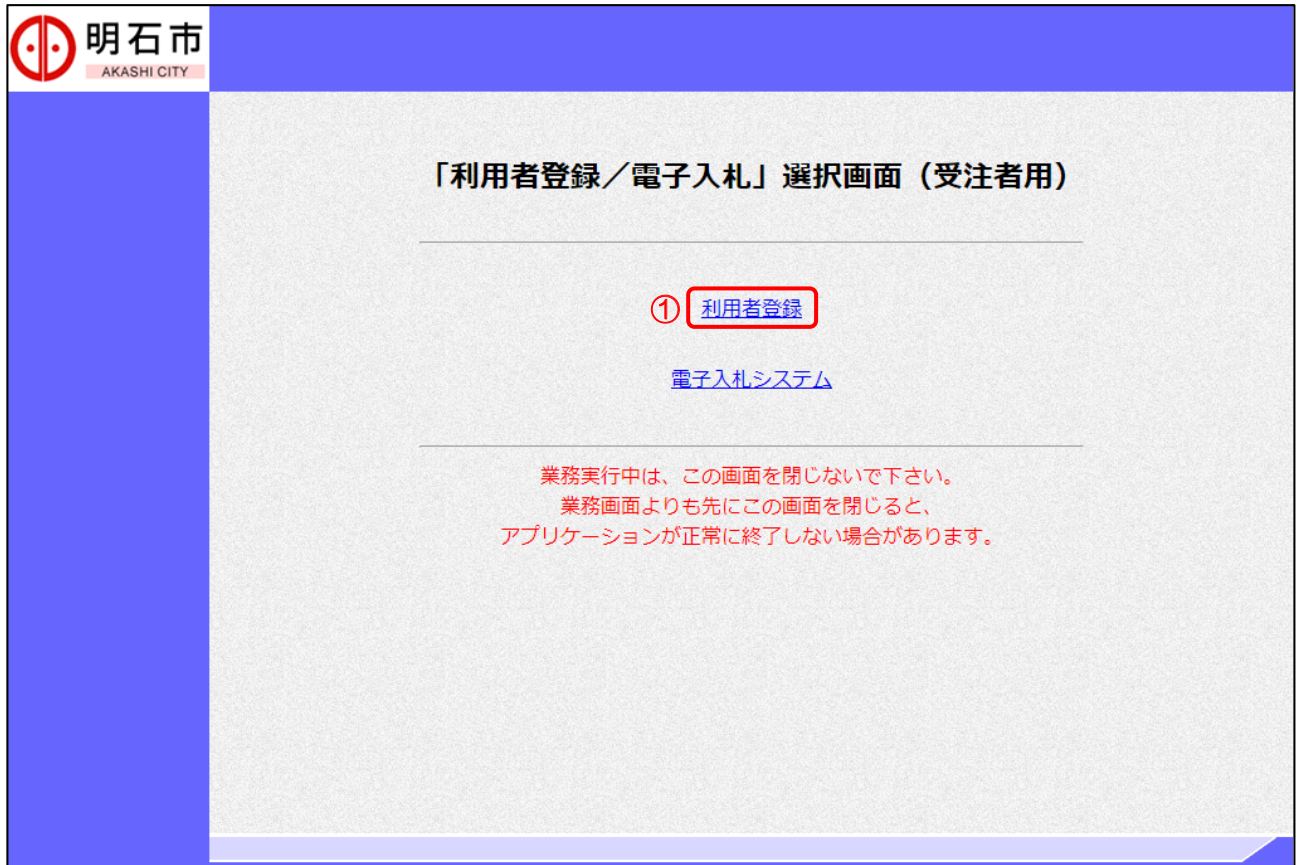 明石市
AKASHI CITY
「利用者登録／電子入札」選択画面（受注者用）
① 利用者登録
電子入札システム
業務実行中は、この画面を閉じないで下さい。
業務画面よりも先にこの画面を閉じると、
アプリケーションが正常に終了しない場合があります。